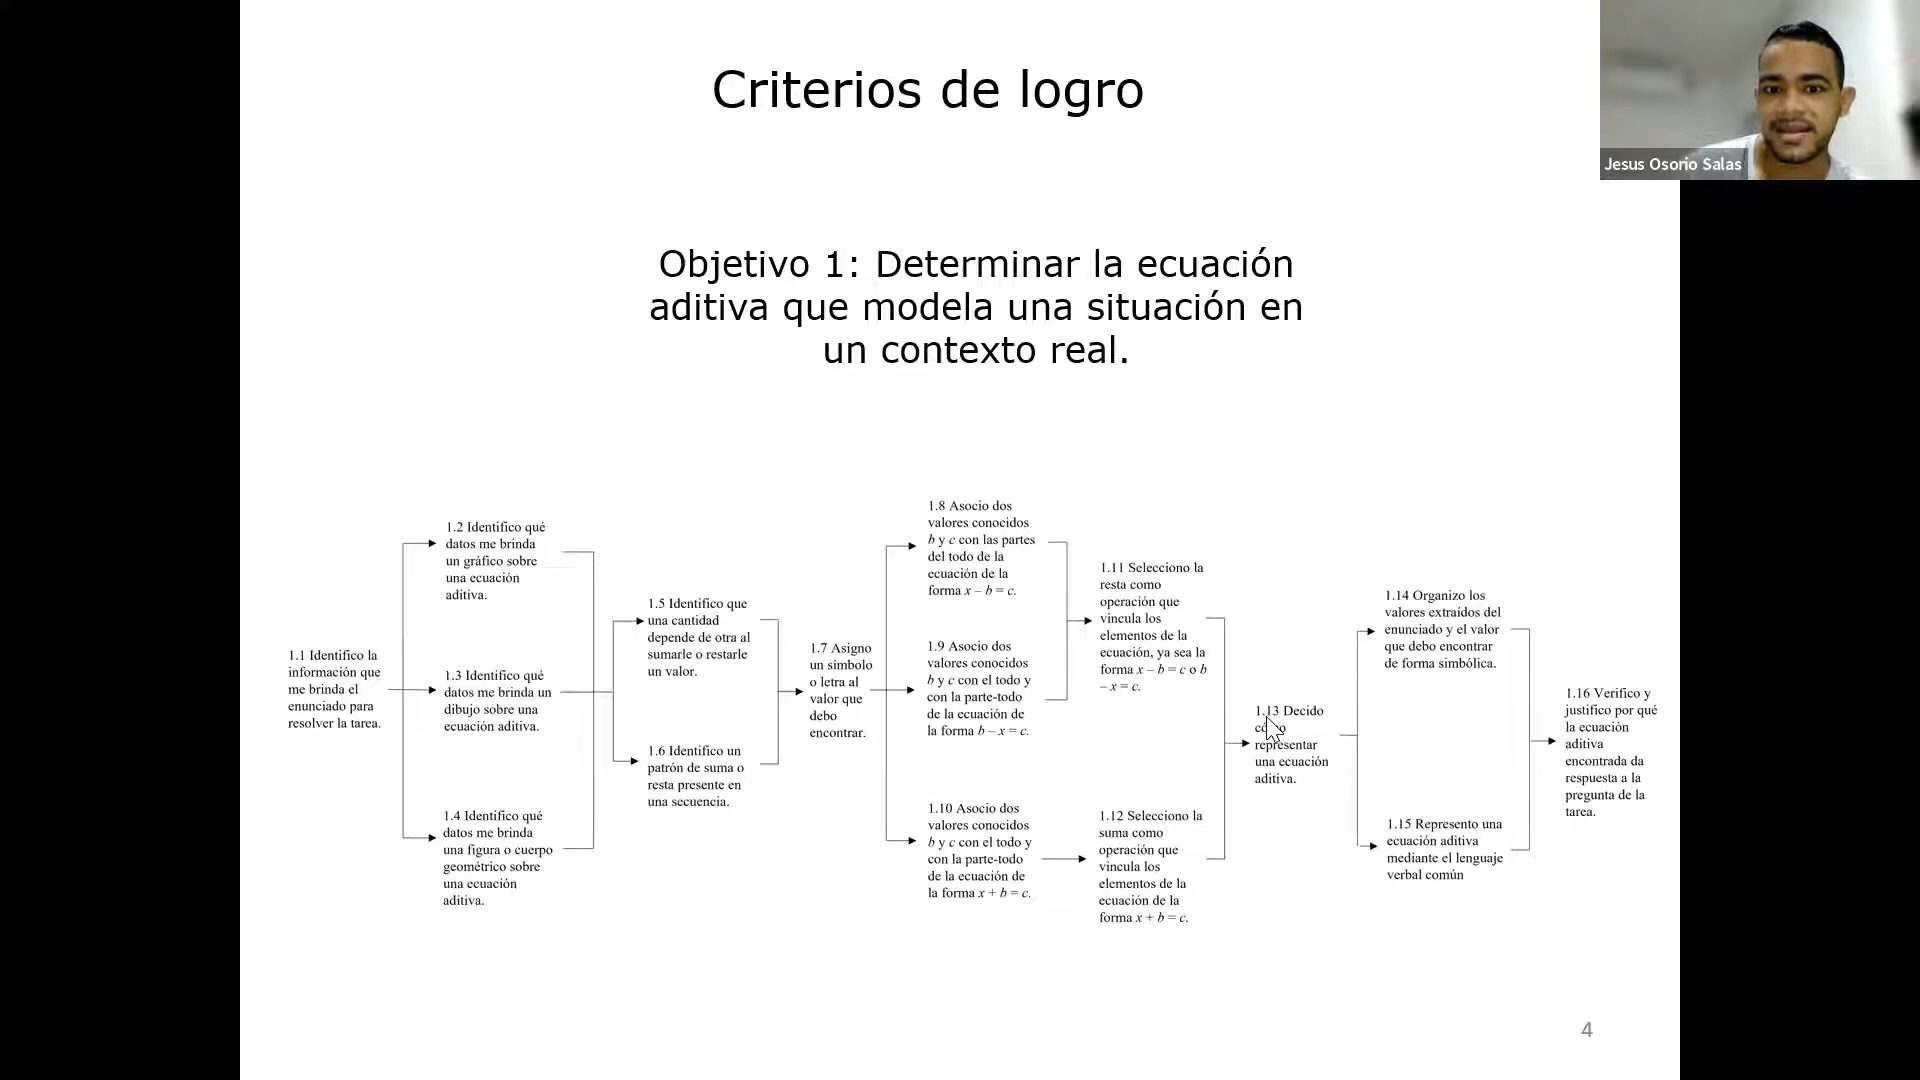 Criterios de logro
Jesus Osorio Salas
Objetivo 1: Determinar la ecuación
aditiva que modela una situación en
un contexto real.
1.1 Identifico la
información que
me brinda el
enunciado para
resolver la tarea.
1.2 Identifico qué
datos me brinda
un gráfico sobre
una ecuación
aditiva.
1.3 Identifico qué
datos me brinda un
dibujo sobre una
ecuación aditiva.
1.4 Identifico qué
datos me brinda
una figura o cuerpo
geométrico sobre
una ecuación
aditiva.
1.5 Identifico que
una cantidad
depende de otra al
sumarle o restarle
un valor.
1.6 Identifico un
patrón de suma o
resta presente en
una secuencia.
1.7 Asigno
un símbolo
o letra al
valor que
debo
encontrar.
1.8 Asocio dos
valores conocidos
b y c con las partes
del todo de la
ecuación de la
forma x – b = c.
1.9 Asocio dos
valores conocidos
b y c con el todo y
con la parte-todo
de la ecuación de
la forma b – x = c.
1.10 Asocio dos
valores conocidos
b y c con el todo y
con la parte-todo
de la ecuación de
la forma x + b = c.
1.11 Selecciono la
resta como
operación que
vincula los
elementos de la
ecuación, ya sea la
forma x – b = c o b
– x = c.
1.12 Selecciono la
suma como
operación que
vincula los
elementos de la
ecuación de la
forma x + b = c.
1.13 Decido
cómo
representar
una ecuación
aditiva.
1.14 Organizo los
valores extraídos del
enunciado y el valor
que debo encontrar
de forma simbólica.
1.15 Represento una
ecuación aditiva
mediante el lenguaje
verbal común
1.16 Verifico y
justifico por qué
la ecuación
aditiva
encontrada da
respuesta a la
pregunta de la
tarea.
4